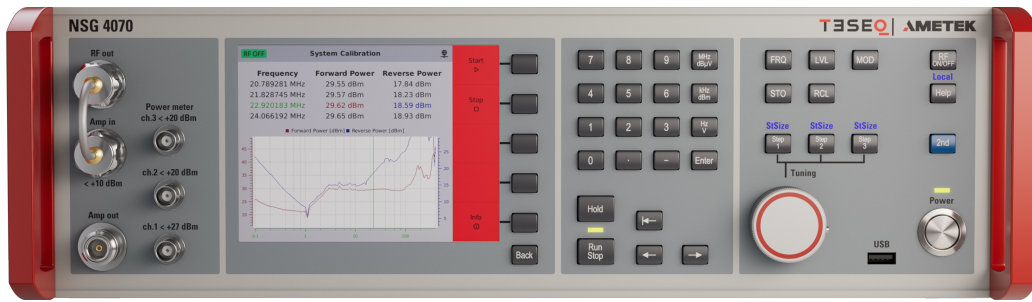 NSG 4070
TESEQ AMETEK
RF out
Amp in
< +10 dBm
Amp out
Power meter
ch.3 < +20 dBm
ch.2 < +20 dBm
ch.1 < +27 dBm
RF OFF System Calibration
Frequency Forward Power Reverse Power
20.789281 MHz 29.55 dBm 17.84 dBm
21.828745 MHz 29.57 dBm 18.23 dBm
22.920183 MHz 29.62 dBm 18.59 dBm
24.066192 MHz 29.65 dBm 18.93 dBm
Forward Power [dBm] Reverse Power [dBm]
Start
Stop
Info
Back
7 8 9 MHz dBµV
4 5 6 kHz dBm
1 2 3 Hz V
0 . - Enter
Hold
Run
Stop
FRQ LVL MOD
STO RCL
StSize StSize StSize
Step 1 Step 2 Step 3
Tuning
RF
ON/OFF
Local
Help
2nd
Power
USB